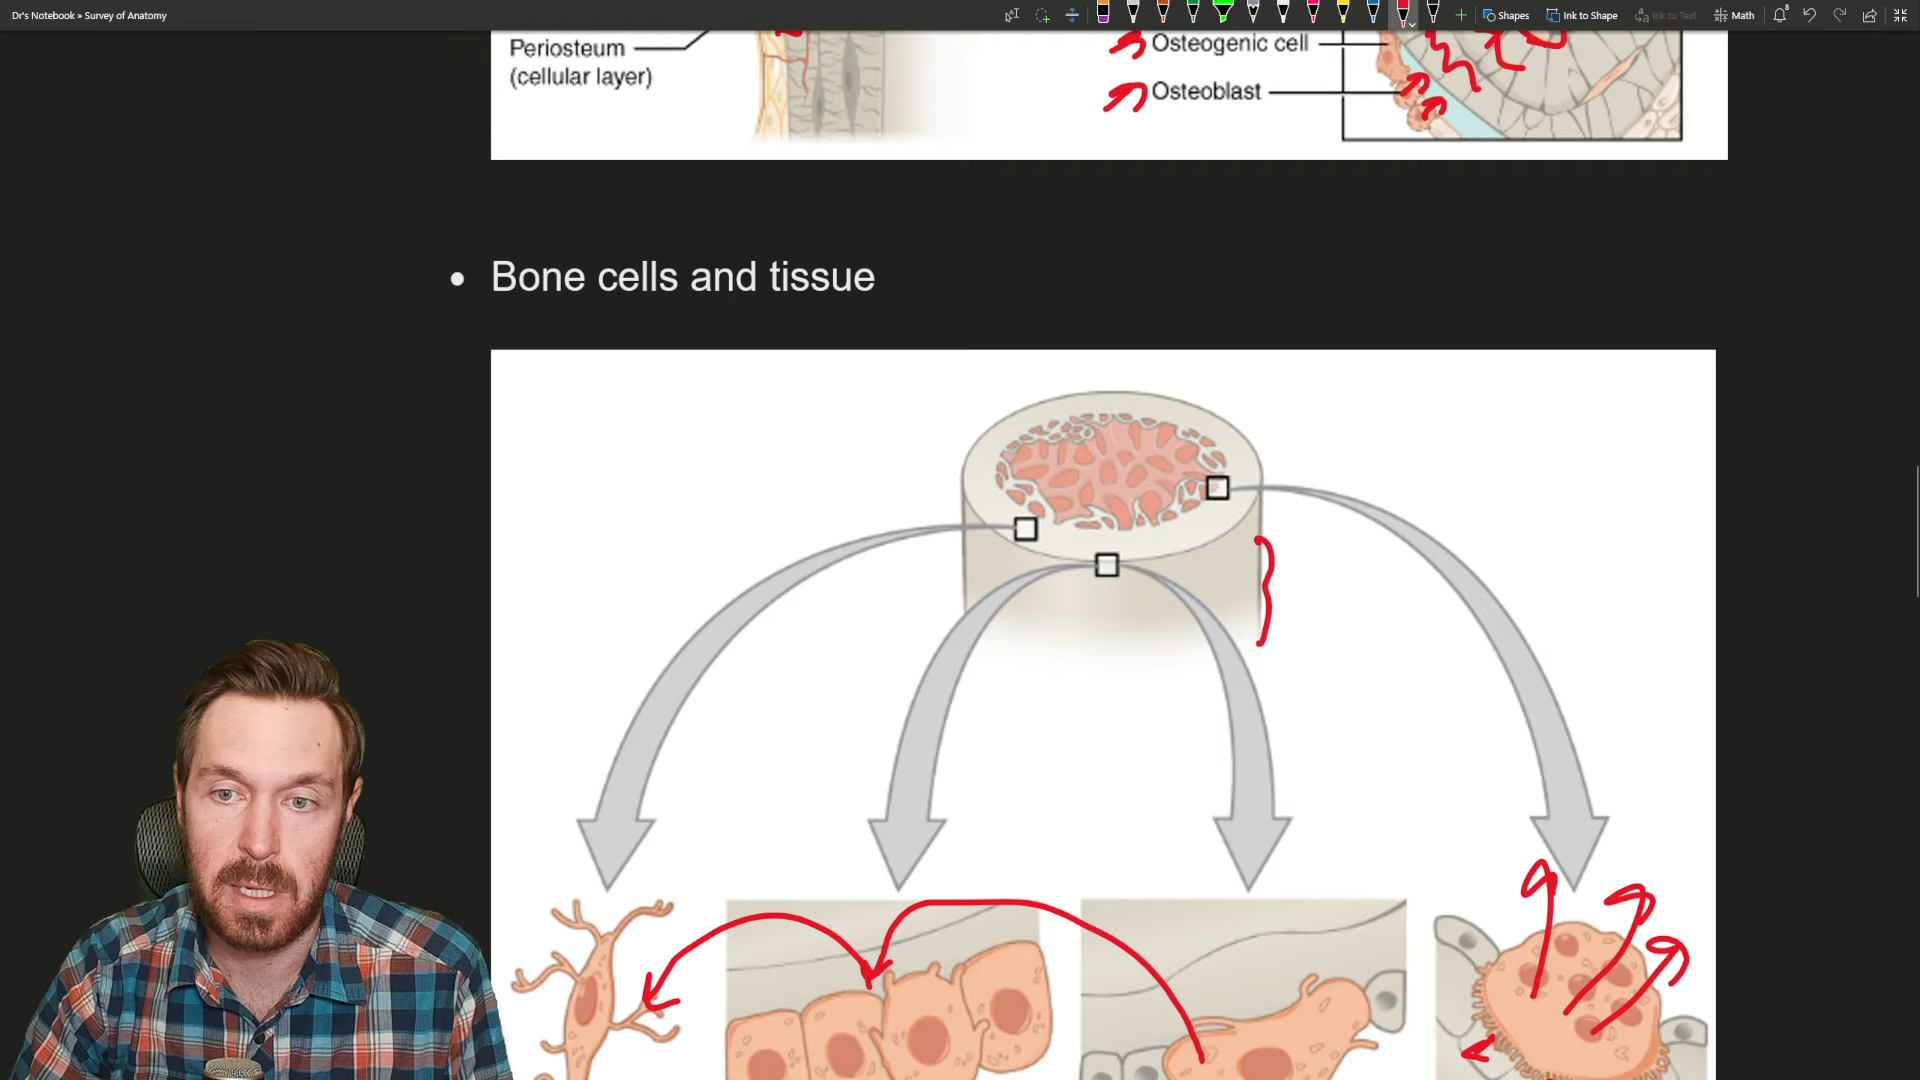 Dr's Notebook » Survey of Anatomy
Shapes
Ink to Shape
Ink to Text
Math
8
Periosteum
(cellular layer)
Osteogenic cell
Osteoblast
• Bone cells and tissue